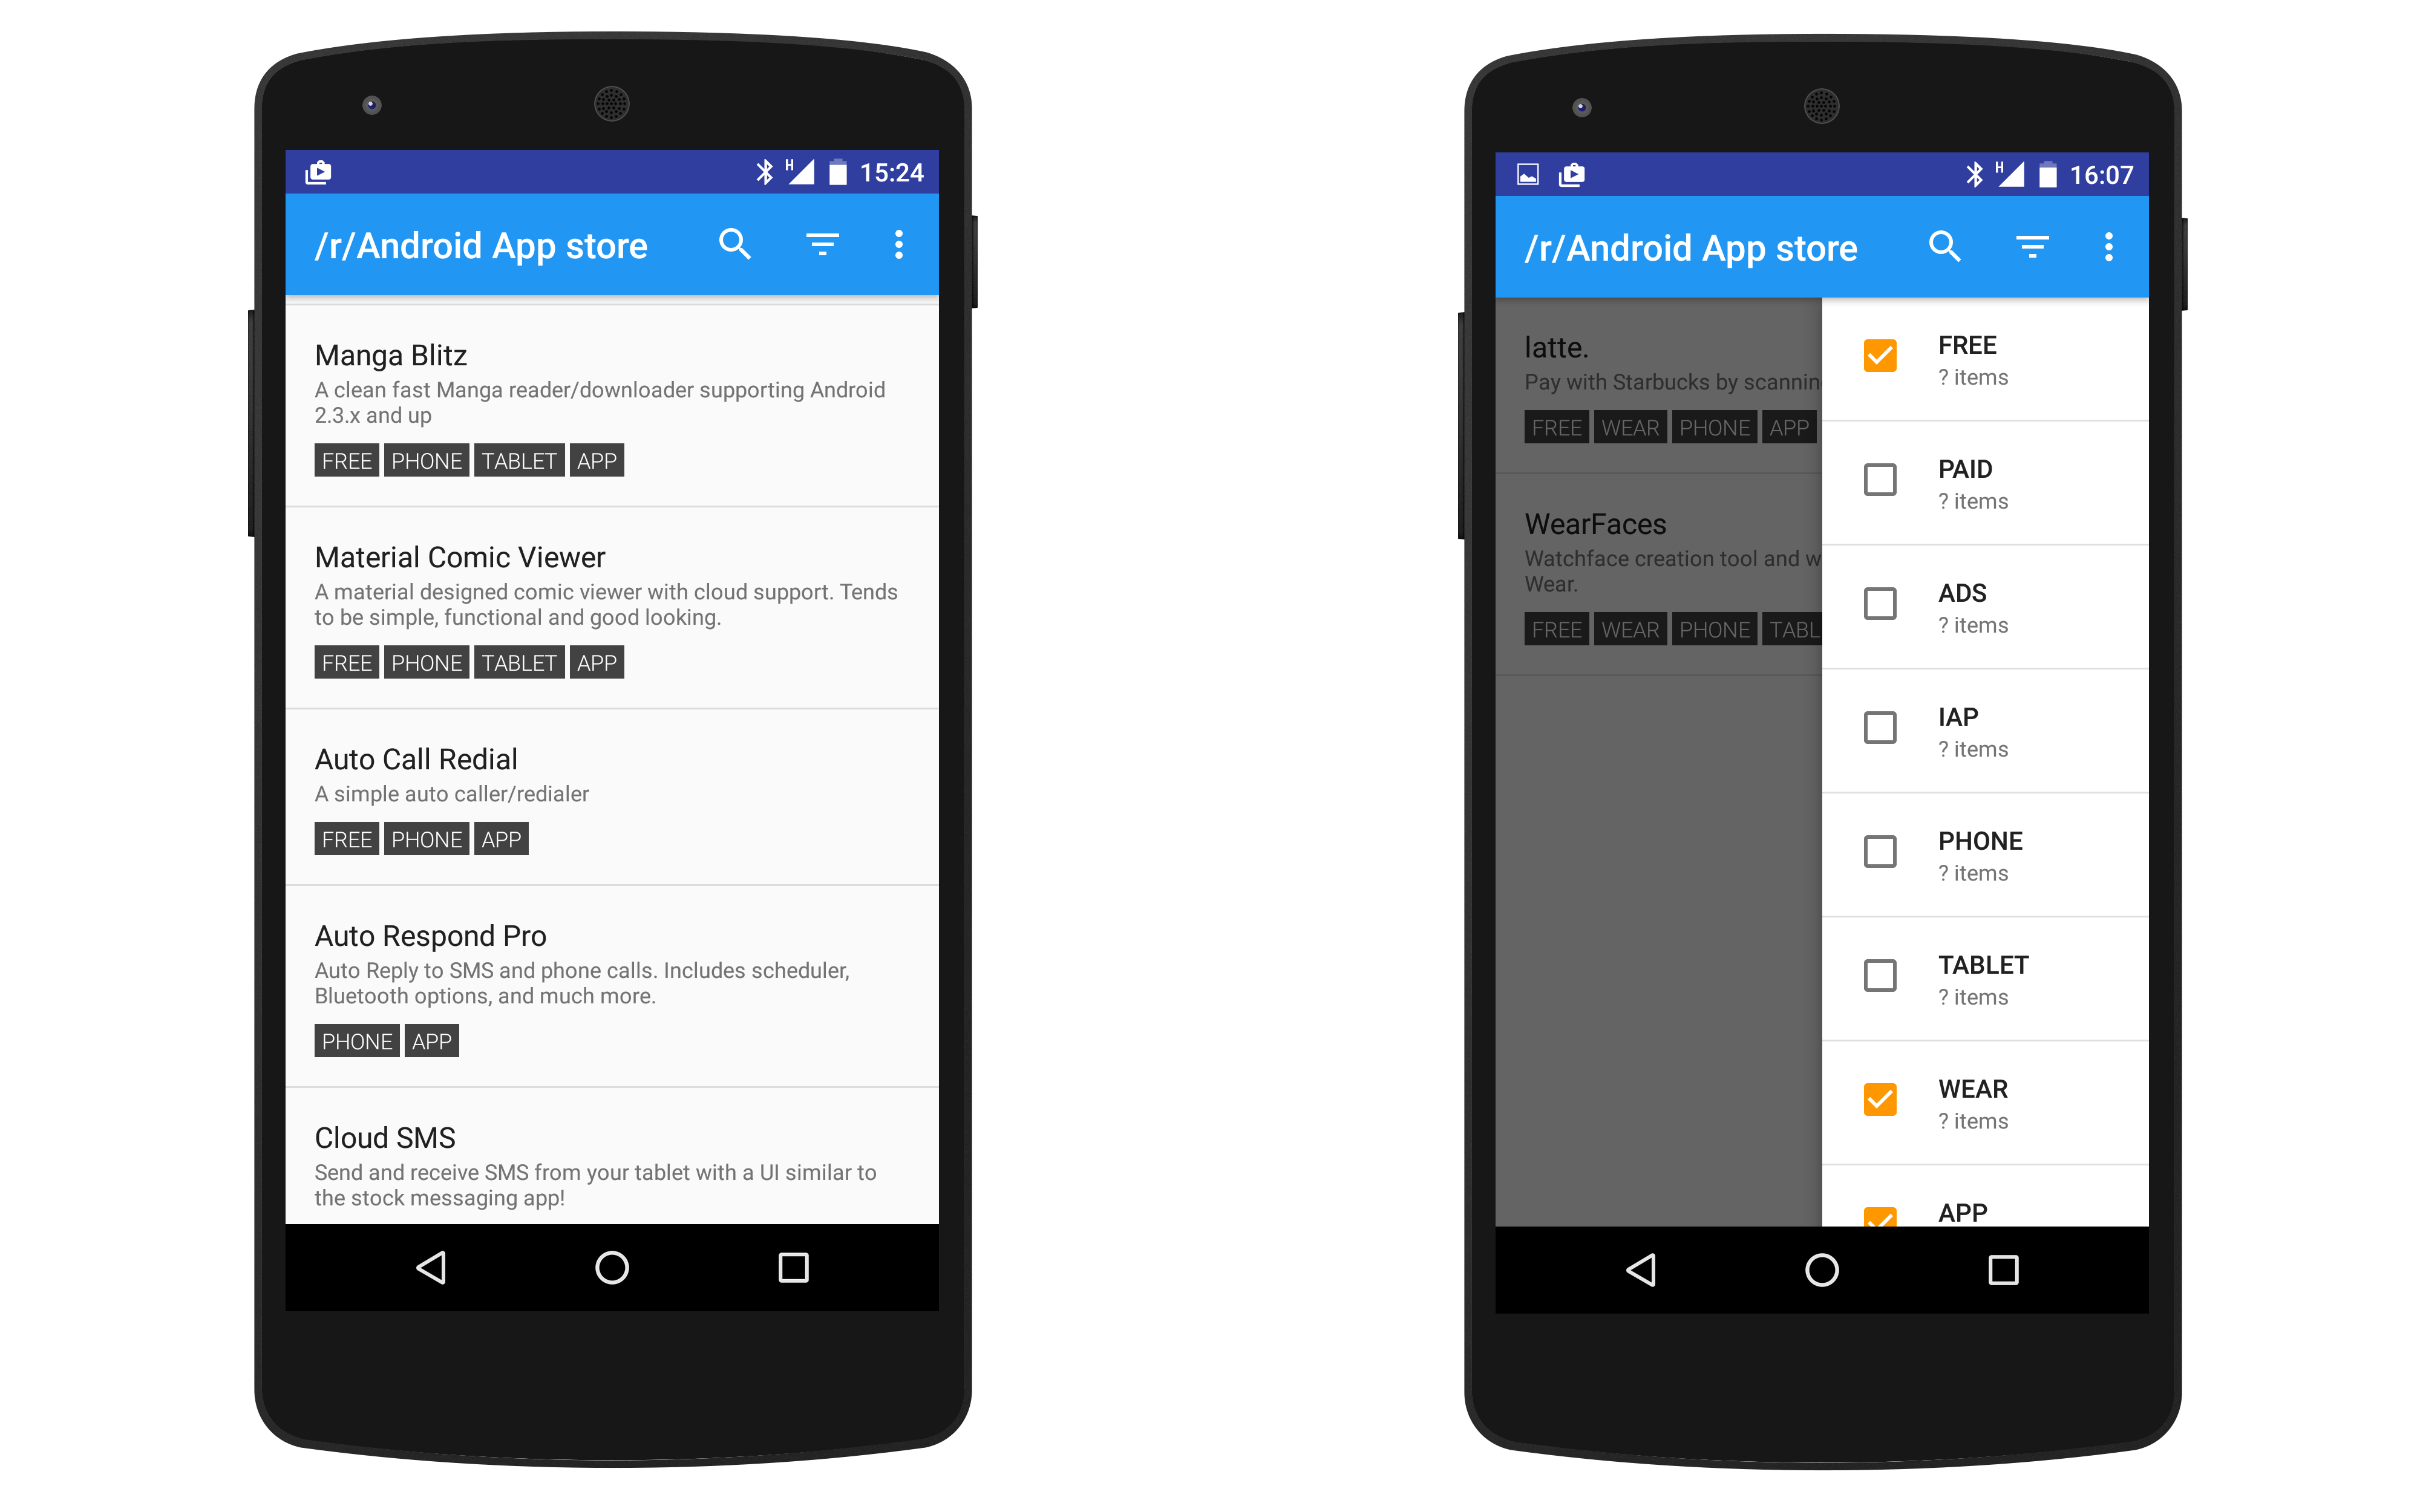 H 15:24
/r/Android App store
Manga Blitz
A clean fast Manga reader/downloader supporting Android
2.3.x and up
FREE PHONE TABLET APP
Material Comic Viewer
A material designed comic viewer with cloud support. Tends
to be simple, functional and good looking.
FREE PHONE TABLET APP
Auto Call Redial
A simple auto caller/redialer
FREE PHONE APP
Auto Respond Pro
Auto Reply to SMS and phone calls. Includes scheduler,
Bluetooth options, and much more.
PHONE APP
Cloud SMS
Send and receive SMS from your tablet with a UI similar to
the stock messaging app!
H 16:07
/r/Android App store
latte.
Pay with Starbucks by scannin
FREE WEAR PHONE APP
WearFaces
Watchface creation tool and w
Wear.
FREE WEAR PHONE TABL
FREE
? items
PAID
? items
ADS
? items
IAP
? items
PHONE
? items
TABLET
? items
WEAR
? items
APP